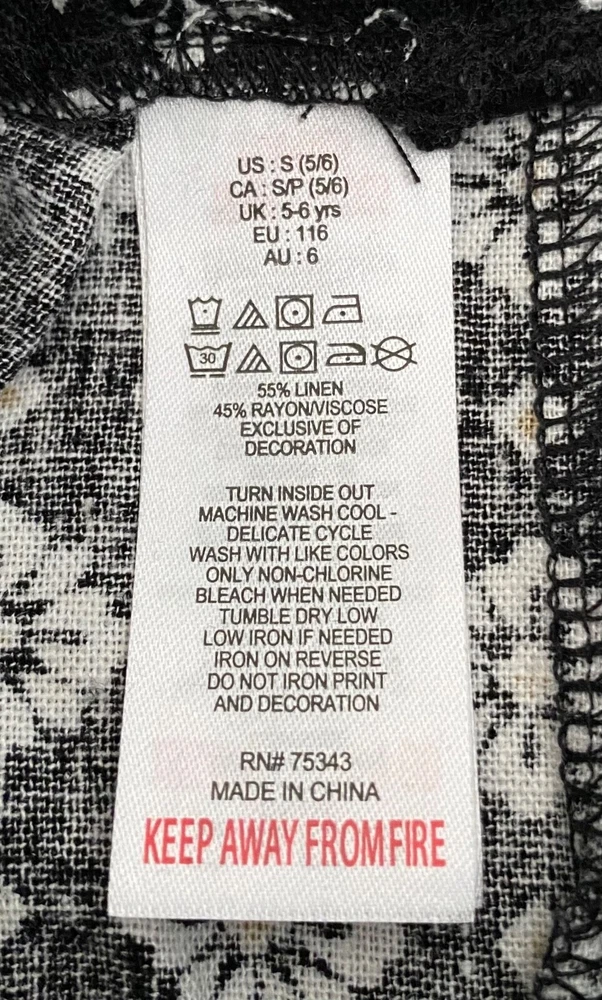 US : S (5/6)
CA : S/P (5/6)
UK : 5-6 yrs
EU : 116
AU : 6
30
55% LINEN
45% RAYON/VISCOSE
EXCLUSIVE OF
DECORATION
TURN INSIDE OUT
MACHINE WASH COOL -
DELICATE CYCLE
WASH WITH LIKE COLORS
ONLY NON-CHLORINE
BLEACH WHEN NEEDED
TUMBLE DRY LOW
LOW IRON IF NEEDED
IRON ON REVERSE
DO NOT IRON PRINT
AND DECORATION
RN# 75343
MADE IN CHINA
KEEP AWAY FROM FIRE